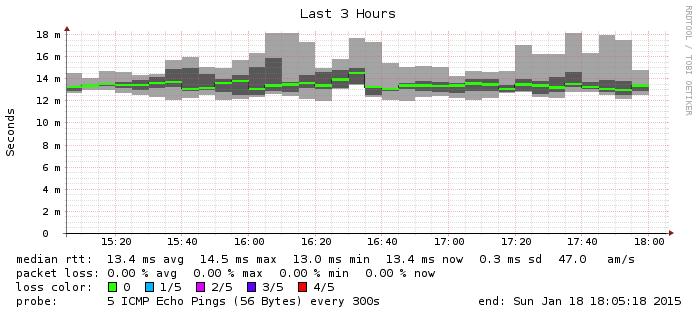 Last 3 Hours
RRDTOOL / TOBI OETIKER
Seconds
18 m
16 m
14 m
12 m
10 m
8 m
6 m
4 m
2 m
0
15:20 15:40 16:00 16:20 16:40 17:00 17:20 17:40 18:00
median rtt: 13.4 ms avg 14.5 ms max 13.0 ms min 13.4 ms now 0.3 ms sd 47.0 am/s
packet loss: 0.00 % avg 0.00 % max 0.00 % min 0.00 % now
loss color: 0 1/5 2/5 3/5 4/5
probe: 5 ICMP Echo Pings (56 Bytes) every 300s end: Sun Jan 18 18:05:18 2015